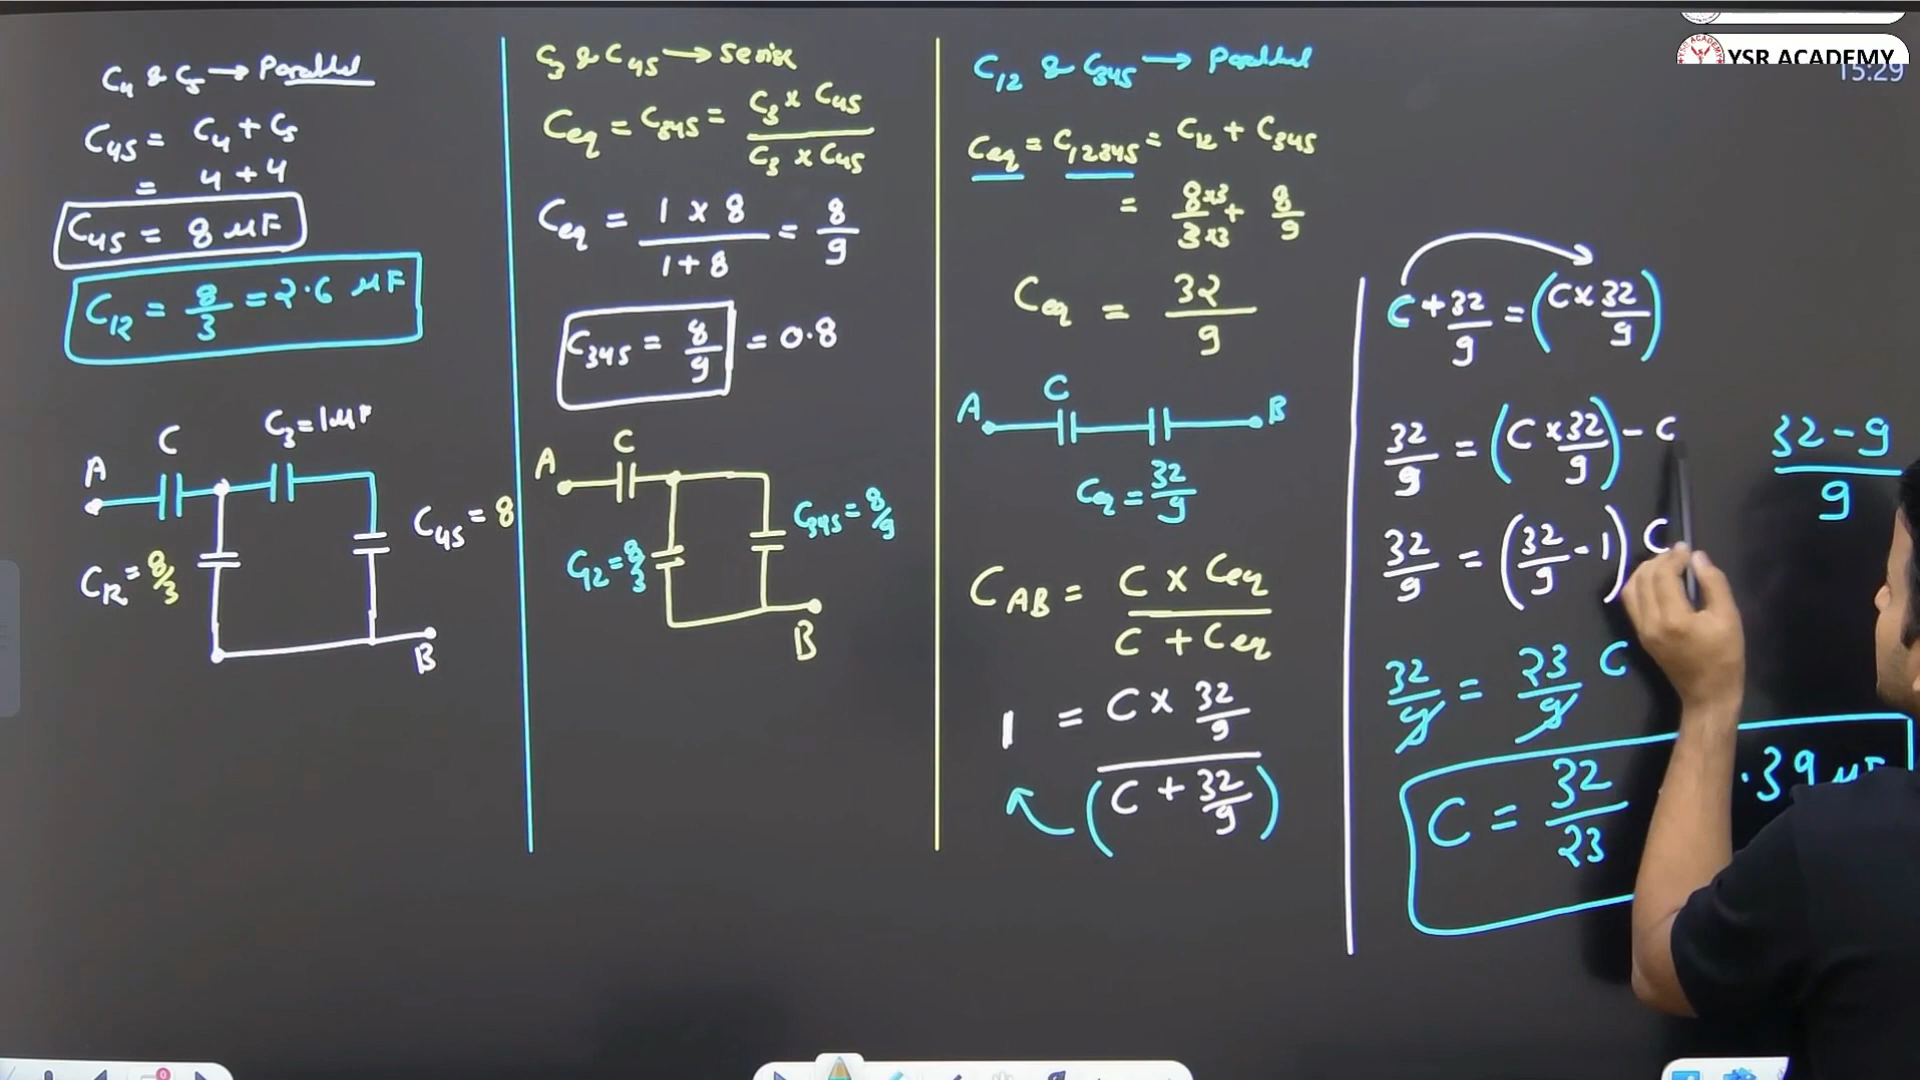 YSR ACADEMY
15:29
C4 & C5 → Parallel
C45 = C4 + C5
= 4 + 4
C45 = 8 μF
C12 = 8/3 = 2.6 μF
C
C3 = 1μF
A
C45 = 8
C12 = 8/3
B
C3 & C45 → Serise
Ceq = C345 = C3 × C45 / C3 × C45
Ceq = 1 × 8 / 1 + 8 = 8/9
C345 = 8/9 = 0.8
C
A
C345 = 8/9
C12 = 8/3
B
C12 & C345 → Parallel
Ceq = C12345 = C12 + C345
= 8×3/3×3 + 8/9
Ceq = 32/9
A C B
Ceq = 32/9
CAB = C × Ceq / C + Ceq
1 = C × 32/9 / (C + 32/9)
C + 32/9 = (C × 32/9)
32/9 = (C × 32/9) - C
32 - 9 / 9
32/9 = (32/9 - 1) C
32/9 = 23/9 C
C = 32/23 .39 μF
0